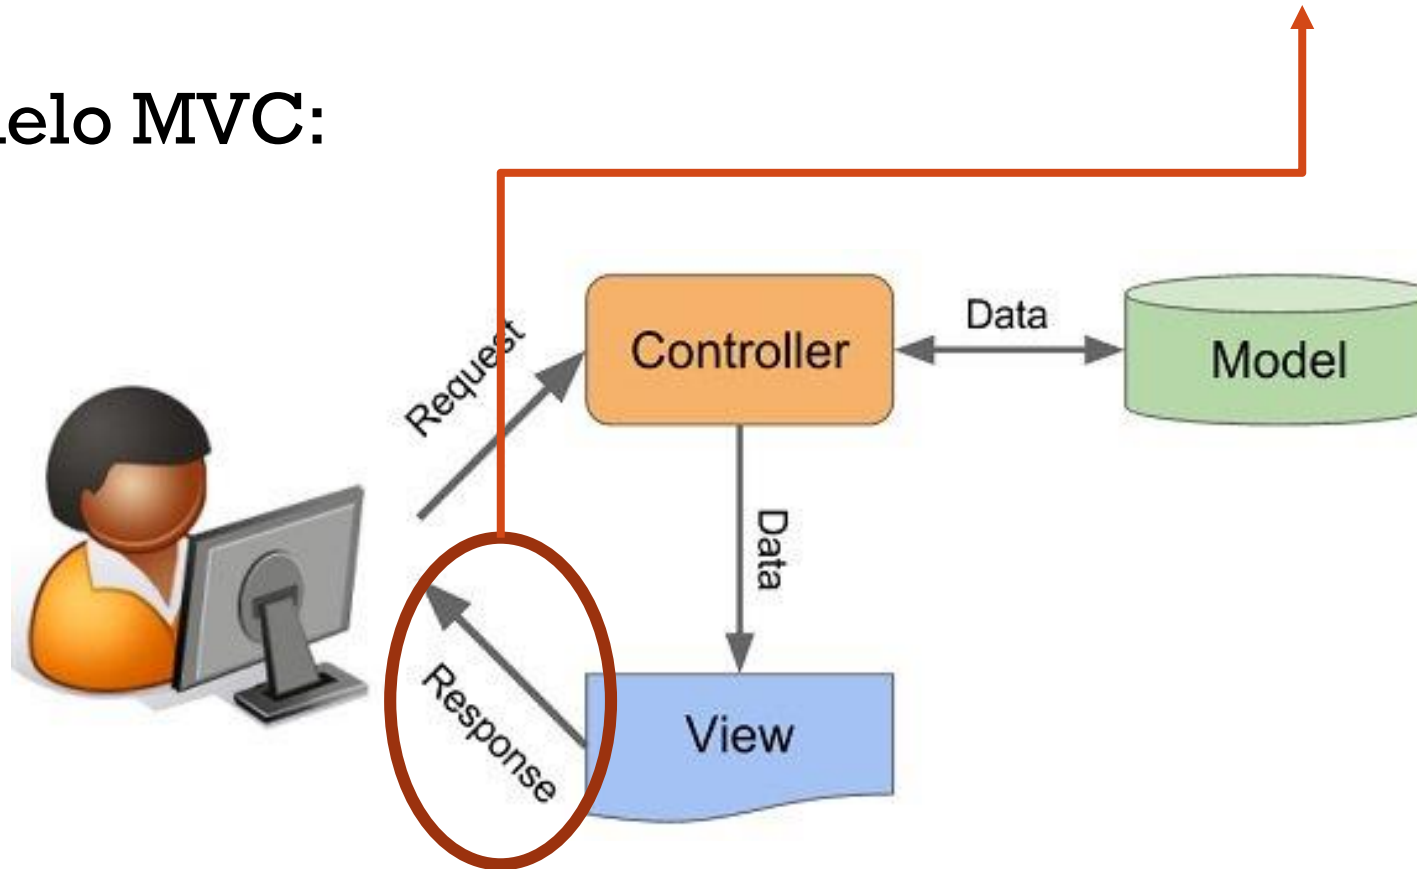 elo MVC:
Request
Controller
Data
Model
Data
Response
View